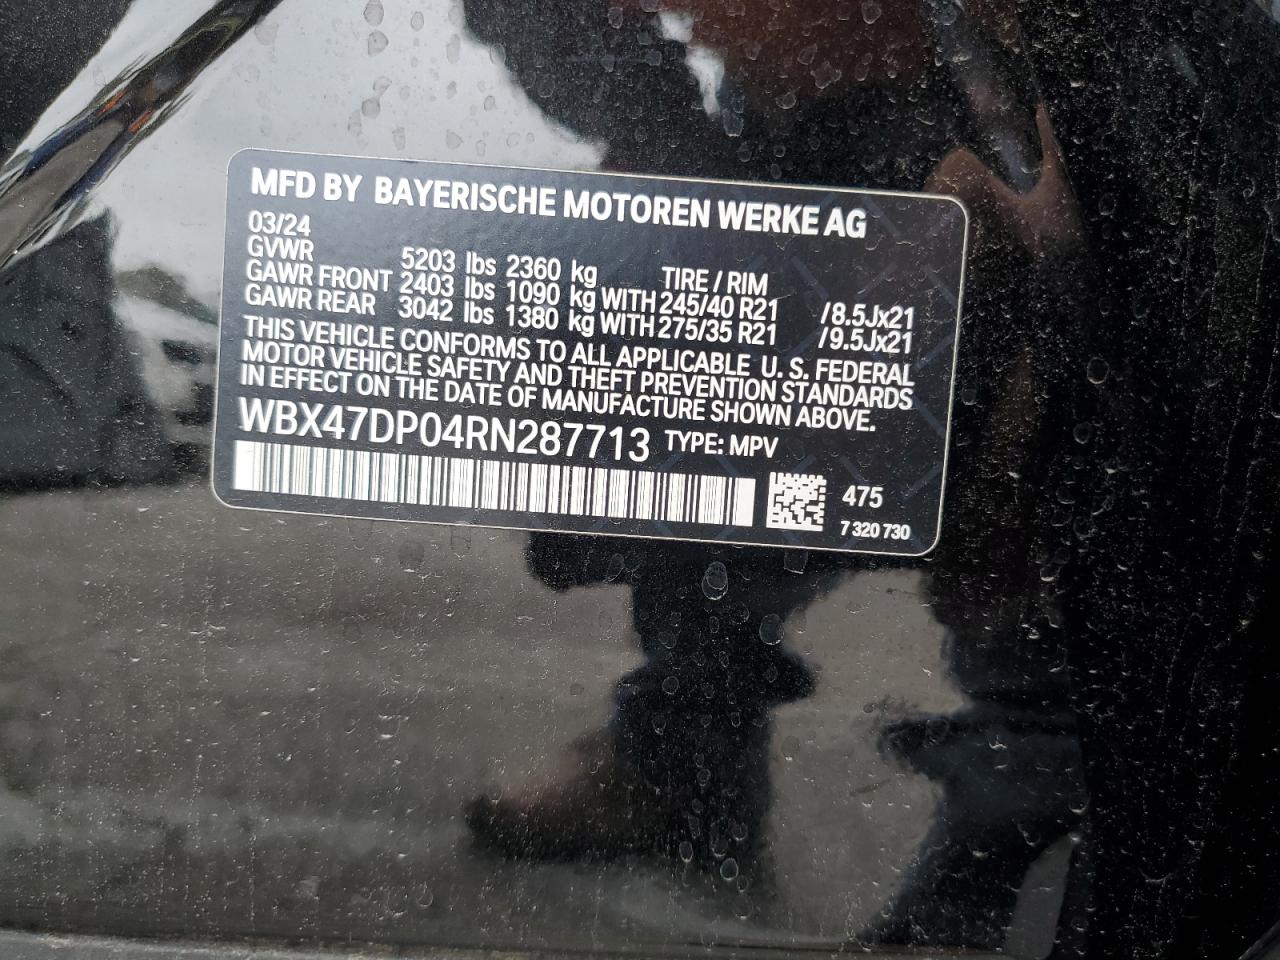 MFD BY BAYERISCHE MOTOREN WERKE AG
03/24
GVWR 5203 lbs 2360 kg TIRE / RIM
GAWR FRONT 2403 lbs 1090 kg WITH 245/40 R21 /8.5Jx21
GAWR REAR 3042 lbs 1380 kg WITH 275/35 R21 /9.5Jx21
THIS VEHICLE CONFORMS TO ALL APPLICABLE U. S. FEDERAL
MOTOR VEHICLE SAFETY AND THEFT PREVENTION STANDARDS
IN EFFECT ON THE DATE OF MANUFACTURE SHOWN ABOVE.
WBX47DP04RN287713 TYPE: MPV
475
7 320 730